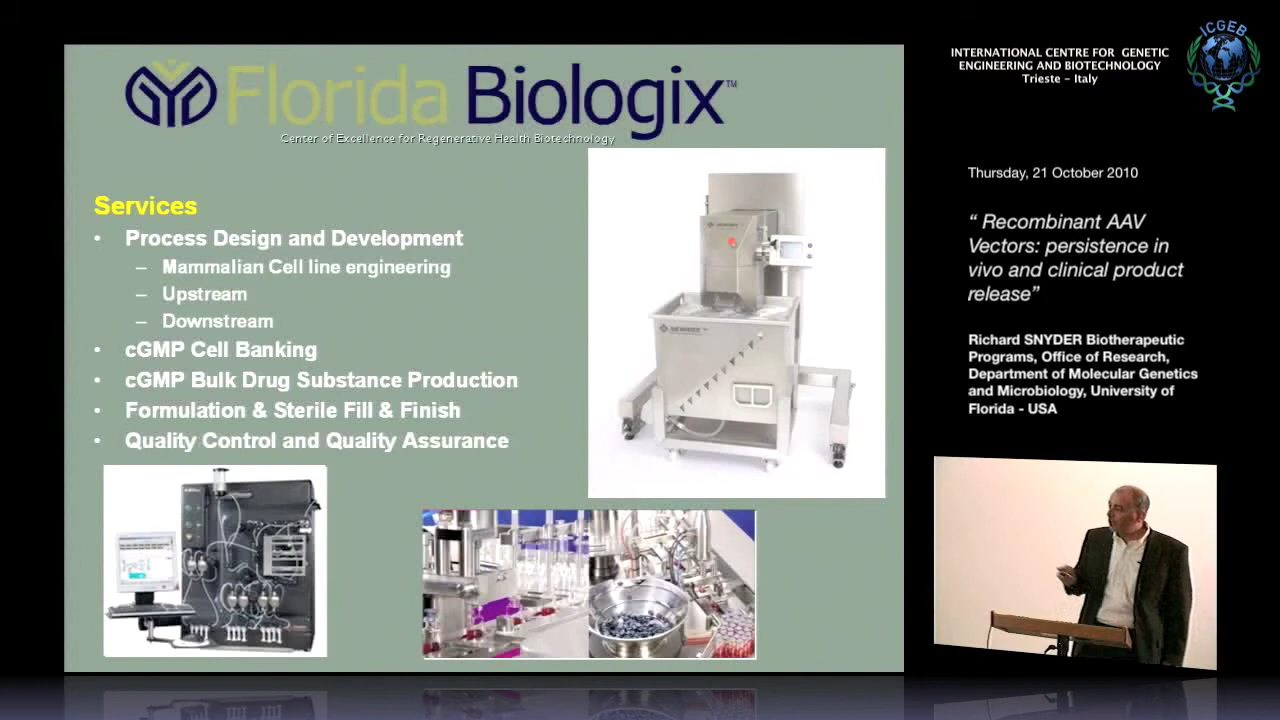 Florida Biologix™
Center of Excellence for Regenerative Health Biotechnology
Services
• Process Design and Development
– Mammalian Cell line engineering
– Upstream
– Downstream
• cGMP Cell Banking
• cGMP Bulk Drug Substance Production
• Formulation & Sterile Fill & Finish
• Quality Control and Quality Assurance
ICGEB
INTERNATIONAL CENTRE FOR GENETIC
ENGINEERING AND BIOTECHNOLOGY
Trieste - Italy
Thursday, 21 October 2010
“ Recombinant AAV
Vectors: persistence in
vivo and clinical product
release”
Richard SNYDER Biotherapeutic
Programs, Office of Research,
Department of Molecular Genetics
and Microbiology, University of
Florida - USA